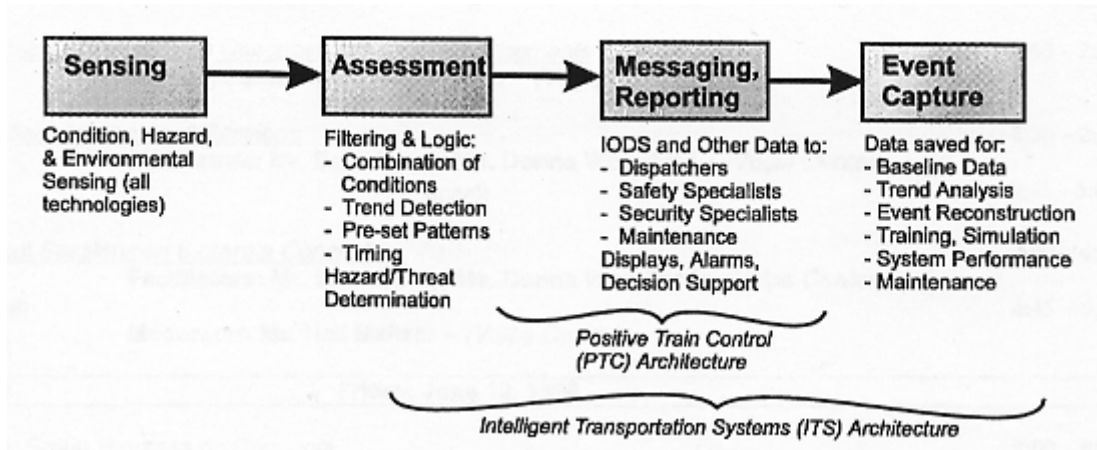 Sensing
Condition, Hazard,
& Environmental
Sensing (all
technologies)
Assessment
Filtering & Logic:
- Combination of
Conditions
- Trend Detection
- Pre-set Patterns
- Timing
Hazard/Threat
Determination
Messaging,
Reporting
IODS and Other Data to:
- Dispatchers
- Safety Specialists
- Security Specialists
- Maintenance
Displays, Alarms,
Decision Support
Event
Capture
Data saved for:
- Baseline Data
- Trend Analysis
- Event Reconstruction
- Training, Simulation
- System Performance
- Maintenance
Positive Train Control
(PTC) Architecture
Intelligent Transportation Systems (ITS) Architecture